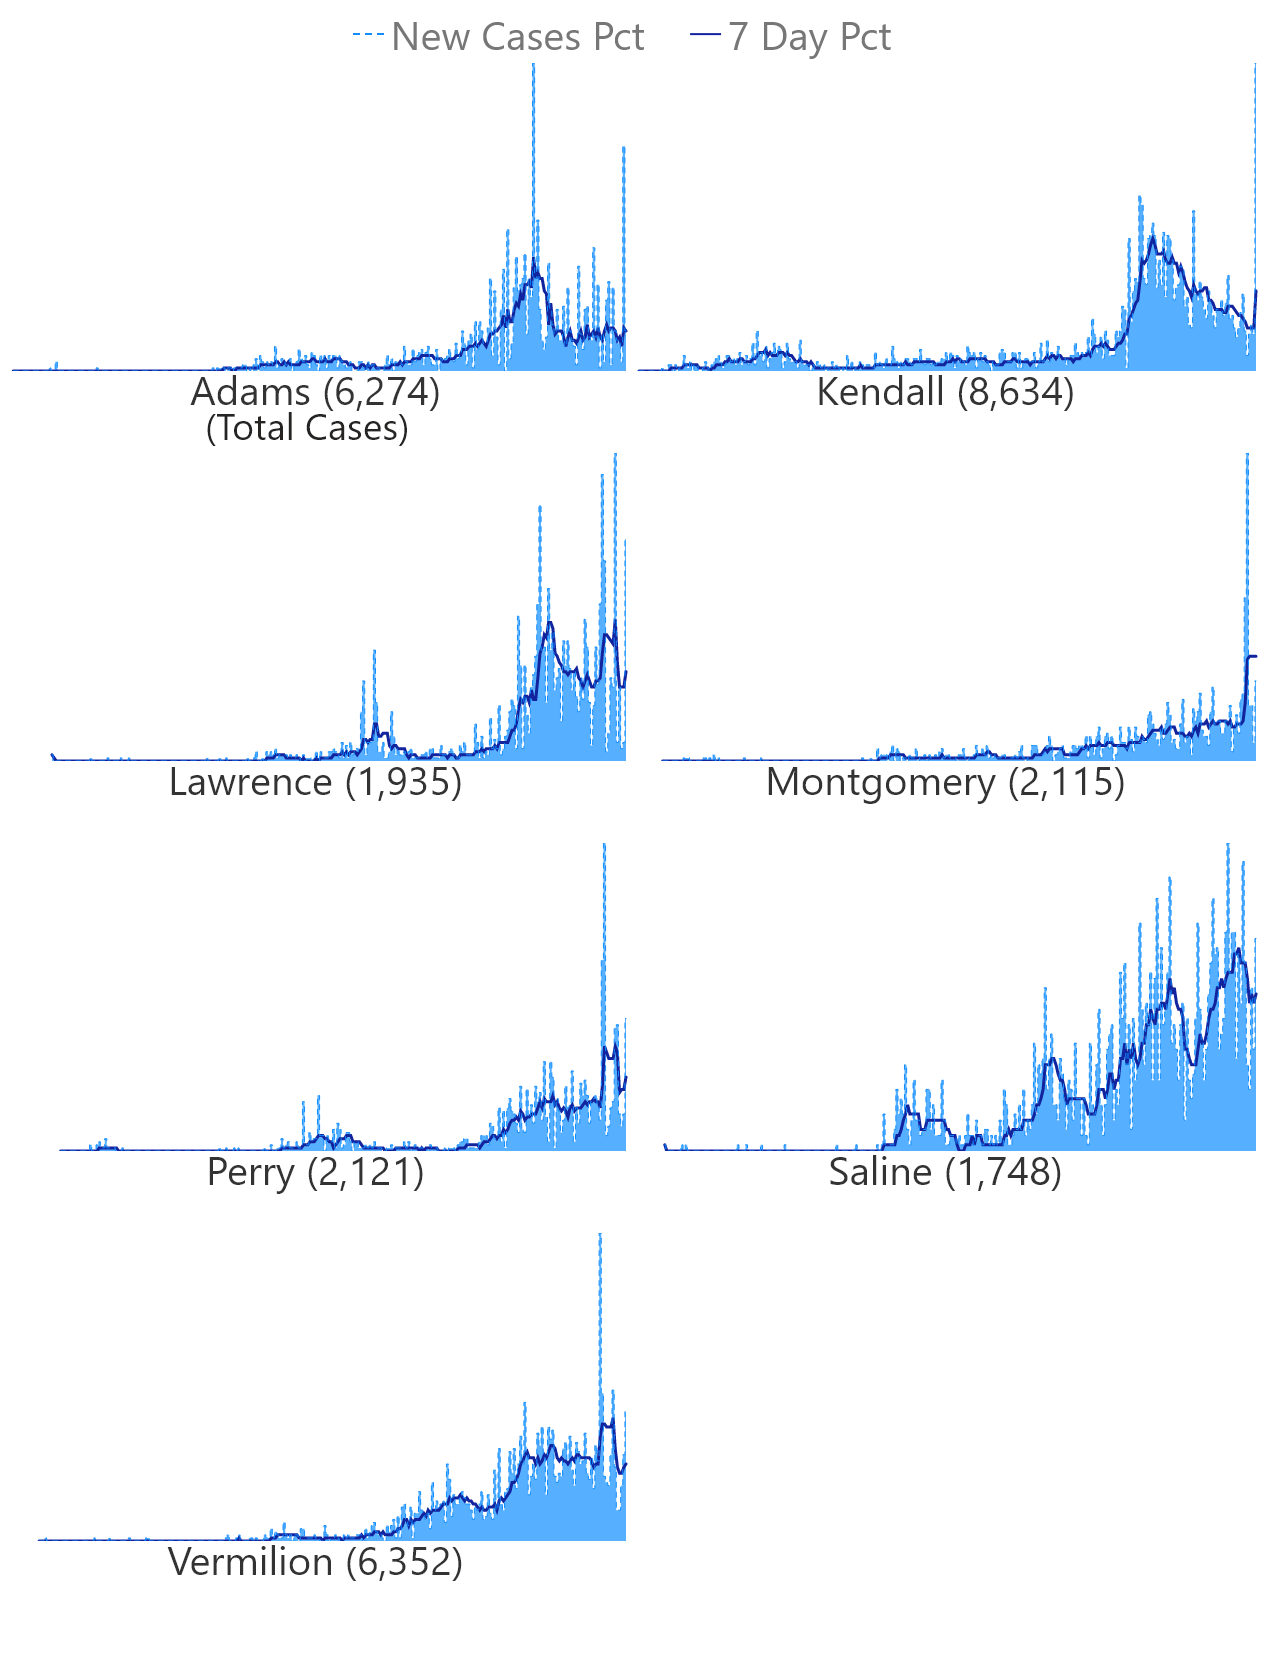 New Cases Pct 7 Day Pct
Adams (6,274) Kendall (8,634)
(Total Cases)
Lawrence (1,935) Montgomery (2,115)
Perry (2,121) Saline (1,748)
Vermilion (6,352)